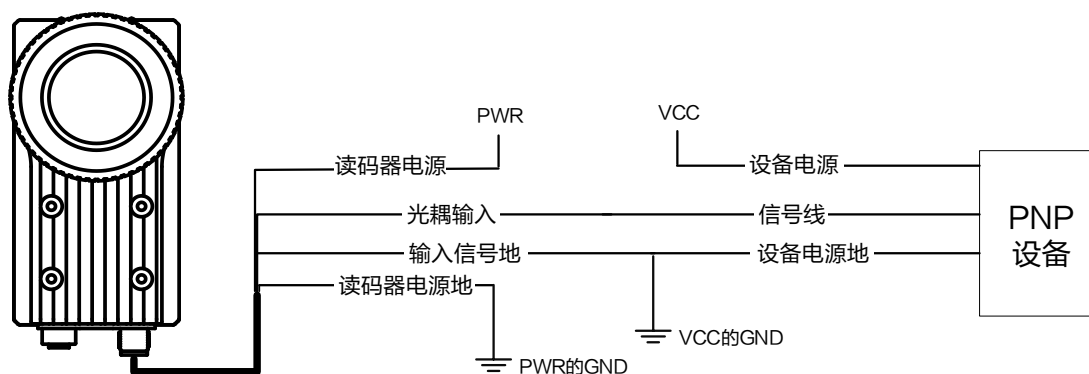 PWR
VCC
读码器电源
设备电源
光耦输入
信号线
PNP
设备
输入信号地
设备电源地
读码器电源地
VCC的GND
PWR的GND